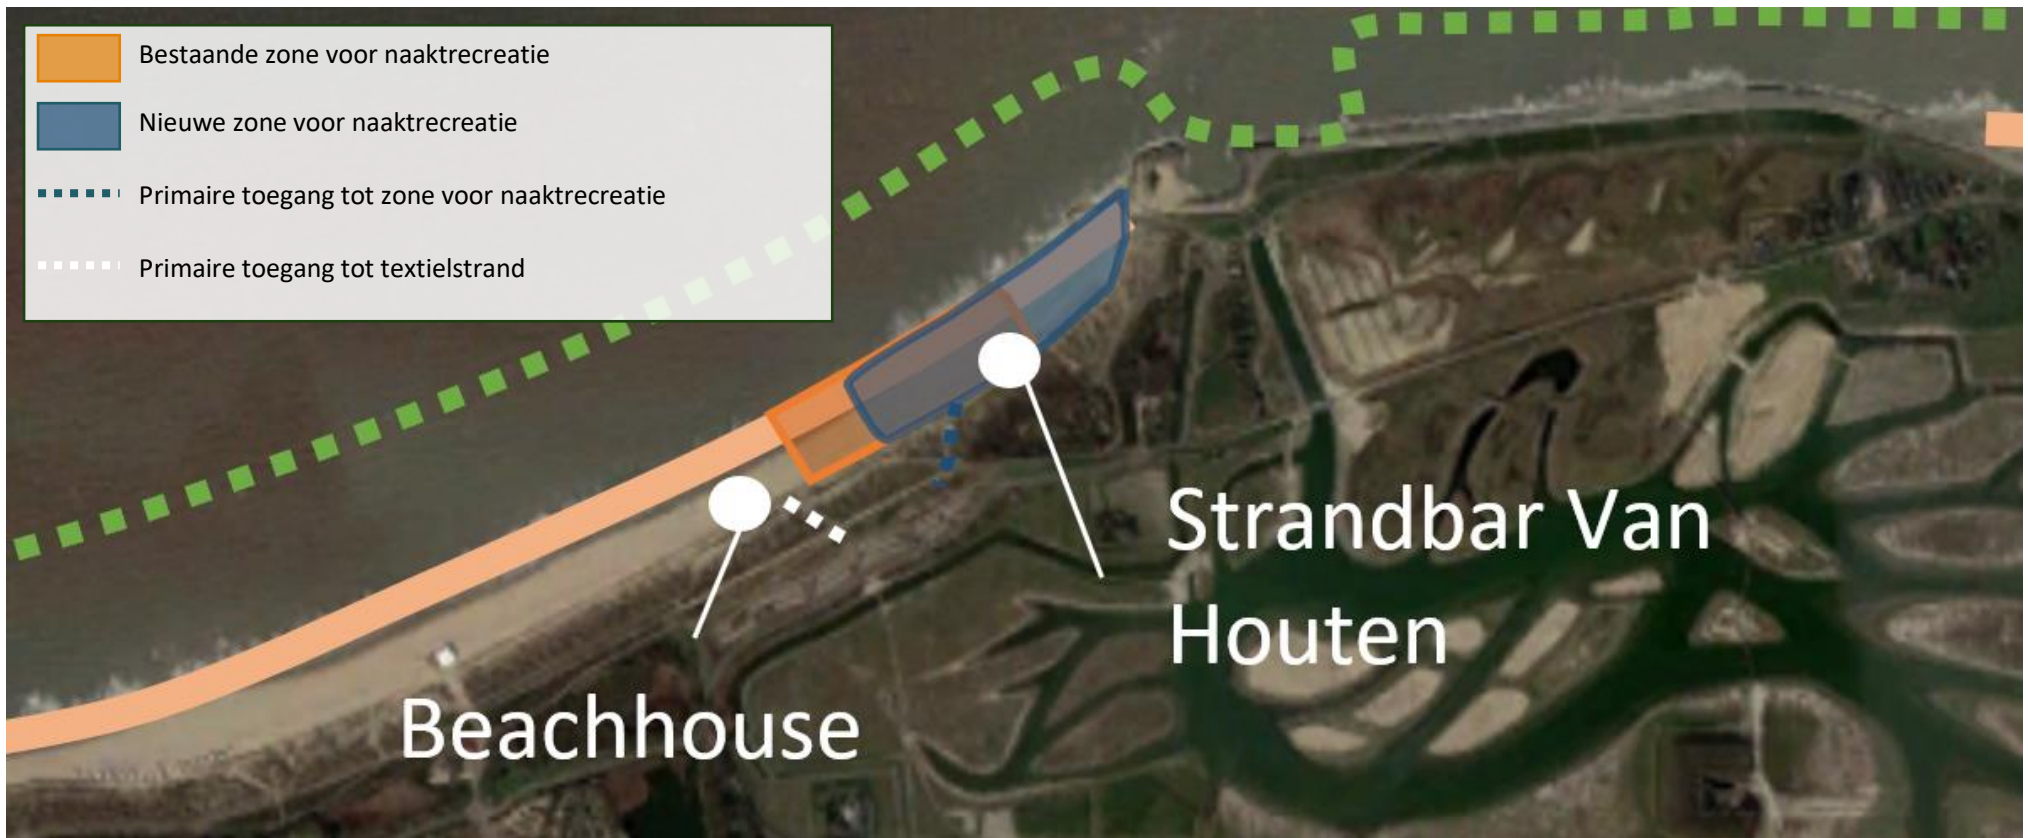 Bestaande zone voor naaktrecreatie
Nieuwe zone voor naaktrecreatie
Primaire toegang tot zone voor naaktrecreatie
Primaire toegang tot textielstrand
Strandbar Van
Houten
Beachhouse